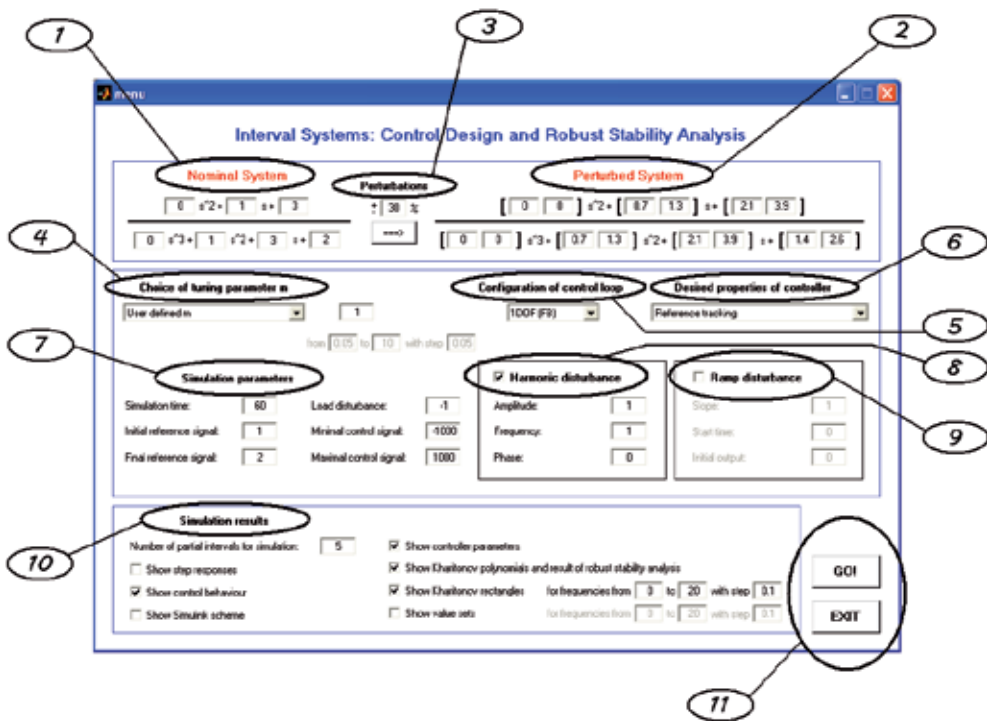 1
3
2
menu
Interval Systems: Control Design and Robust Stability Analysis
Nominal System
Perturbations
Perturbed System
0 s^2+ 1 s+ 3
± 30 %
[ 0 0 ] s^2+ [ 0.7 1.3 ] s+ [ 2.1 3.9 ]
0 s^3+ 1 s^2+ 3 s+ 2
--->
[ 0 0 ] s^3+ [ 0.7 1.3 ] s^2+ [ 2.1 3.9 ] s+ [ 1.4 2.6 ]
4
6
Choice of tuning parameter m
Configuration of control loop
Desired properties of controller
User defined m
1
1DOF (FB)
Reference tracking
5
from 0.05 to 10 with step 0.05
7
8
Simulation parameters
Harmonic disturbance
Ramp disturbance
Simulation time: 60
Load disturbance: -1
Amplitude: 1
Slope: 1
9
Initial reference signal: 1
Minimal control signal: -1000
Frequency: 1
Start time: 0
Final reference signal: 2
Maximal control signal: 1000
Phase: 0
Initial output: 0
Simulation results
10
Number of partial intervals for simulation: 5
Show controller parameters
Show step responses
Show Kharitonov polynomials and result of robust stability analysis
GO!
Show control behaviour
Show Kharitonov rectangles for frequencies from 0 to 20 with step 0.1
Show Simulink scheme
Show value sets for frequencies from 0 to 20 with step 0.1
EXIT
11